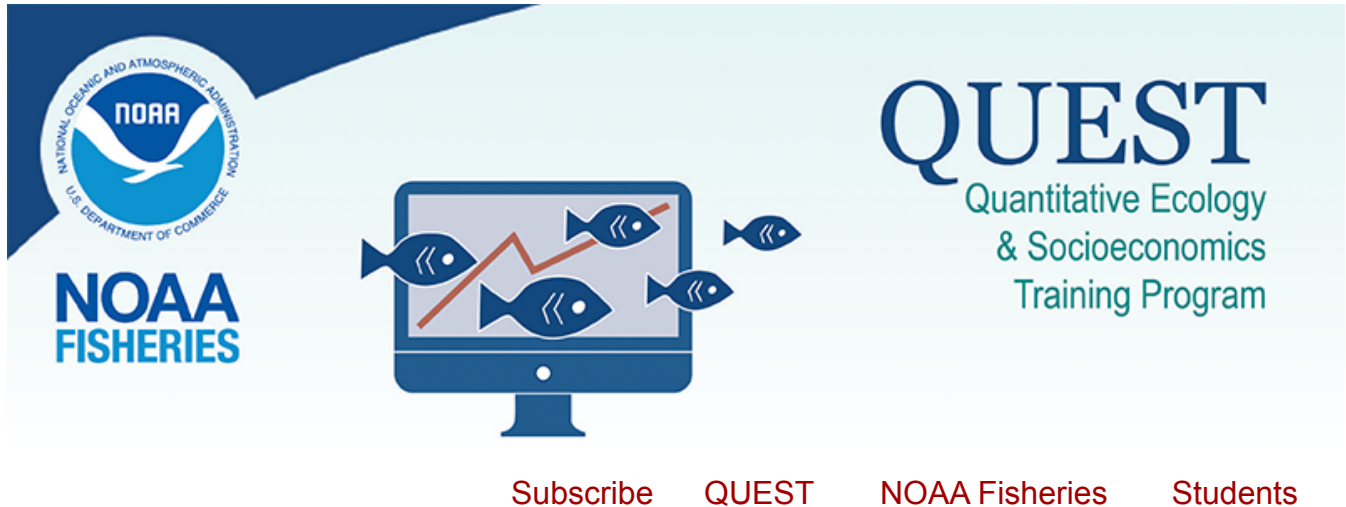 NATIONAL OCEANIC AND ATMOSPHERIC ADMINISTRATION
U.S. DEPARTMENT OF COMMERCE
NOAA
NOAA
FISHERIES
QUEST
Quantitative Ecology
& Socioeconomics
Training Program
Subscribe QUEST NOAA Fisheries Students